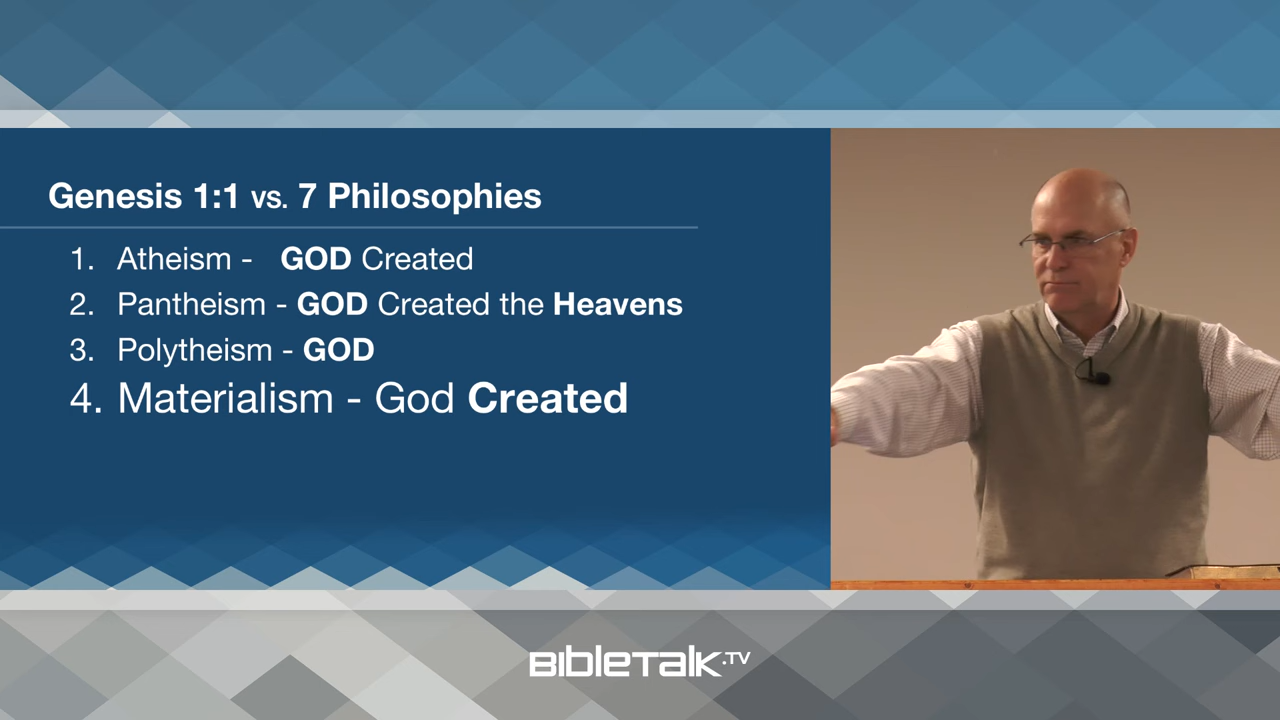 Genesis 1:1 vs. 7 Philosophies
1. Atheism - GOD Created
2. Pantheism - GOD Created the Heavens
3. Polytheism - GOD
4. Materialism - God Created
BIBLETALK.TV